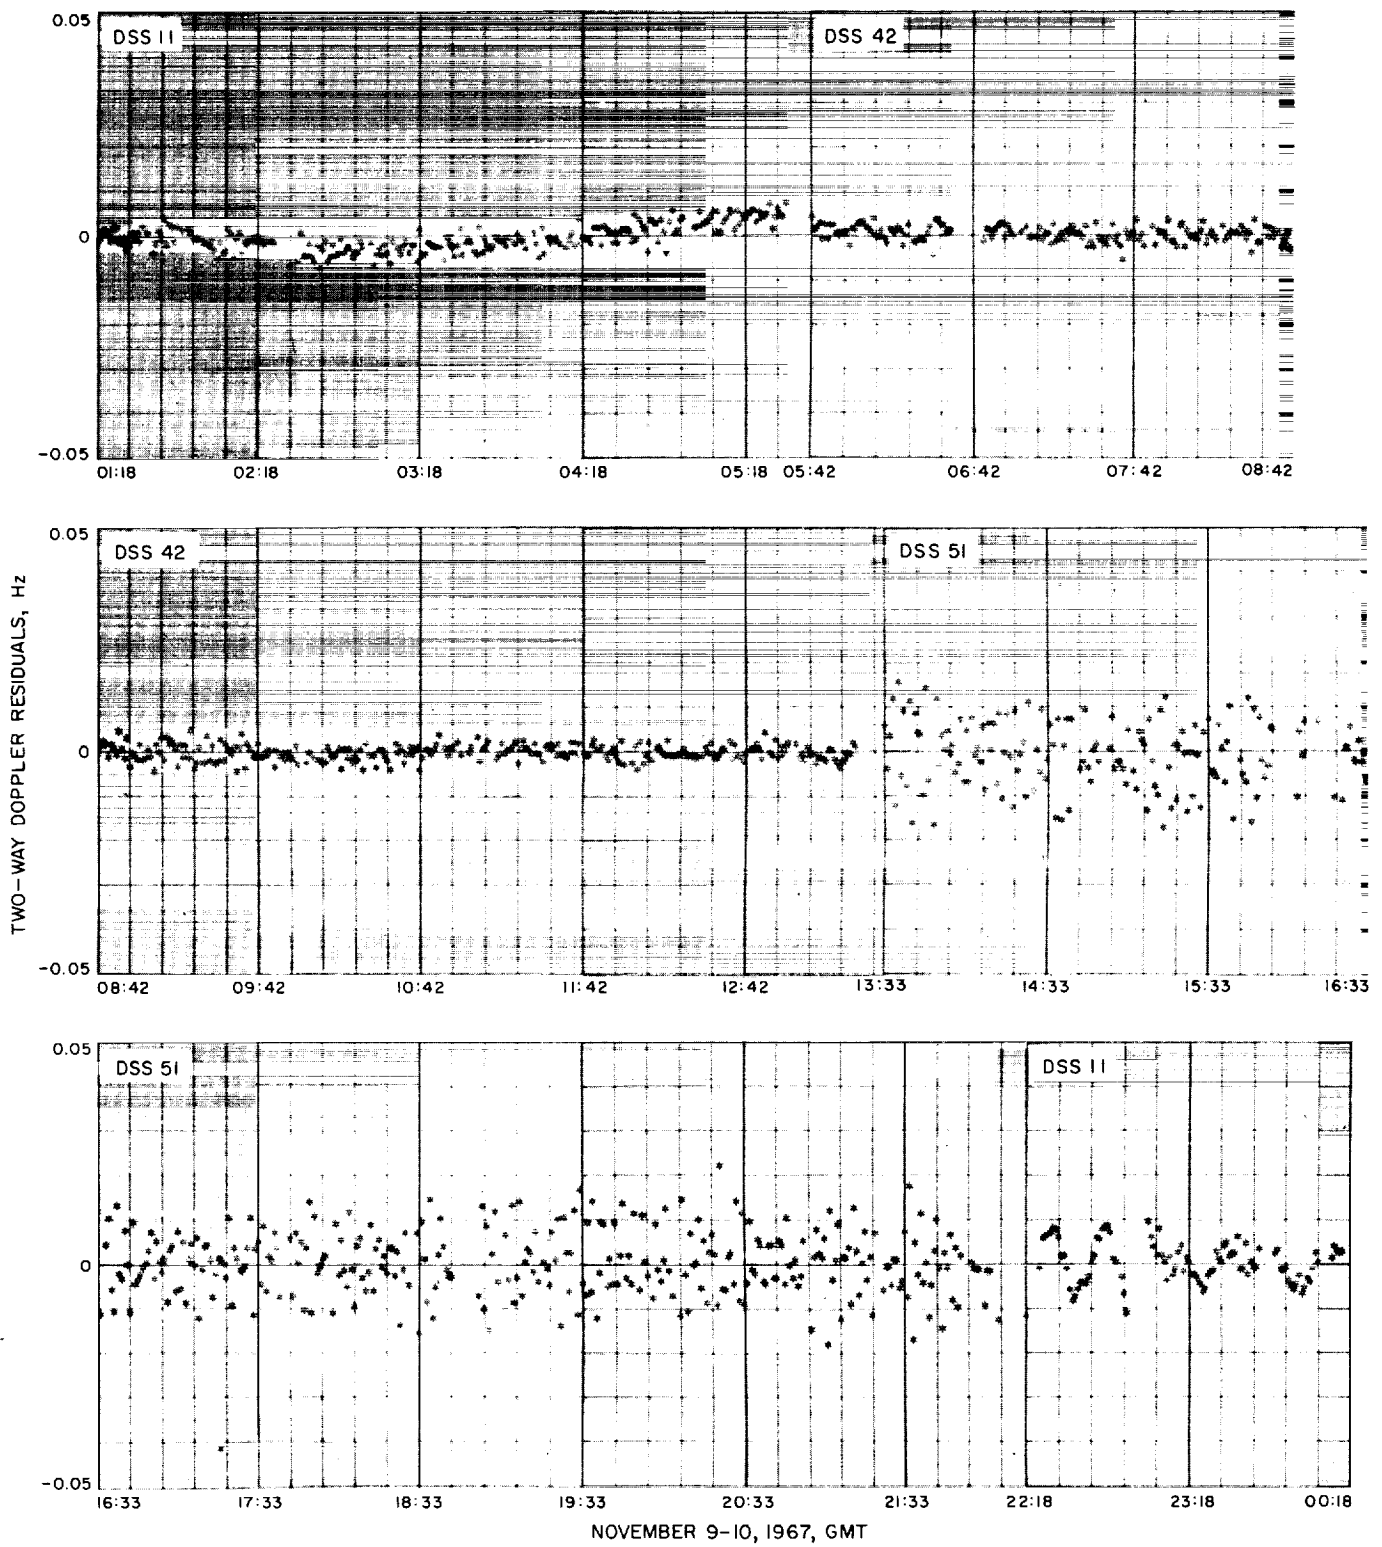 0.05
DSS 11
DSS 42
0
-0.05
01:18 02:18 03:18 04:18 05:18 05:42 06:42 07:42 08:42
TWO-WAY DOPPLER RESIDUALS, Hz
0.05
DSS 42
DSS 51
0
-0.05
08:42 09:42 10:42 11:42 12:42 13:33 14:33 15:33 16:33
0.05
DSS 51
DSS 11
0
-0.05
16:33 17:33 18:33 19:33 20:33 21:33 22:18 23:18 00:18
NOVEMBER 9-10, 1967, GMT